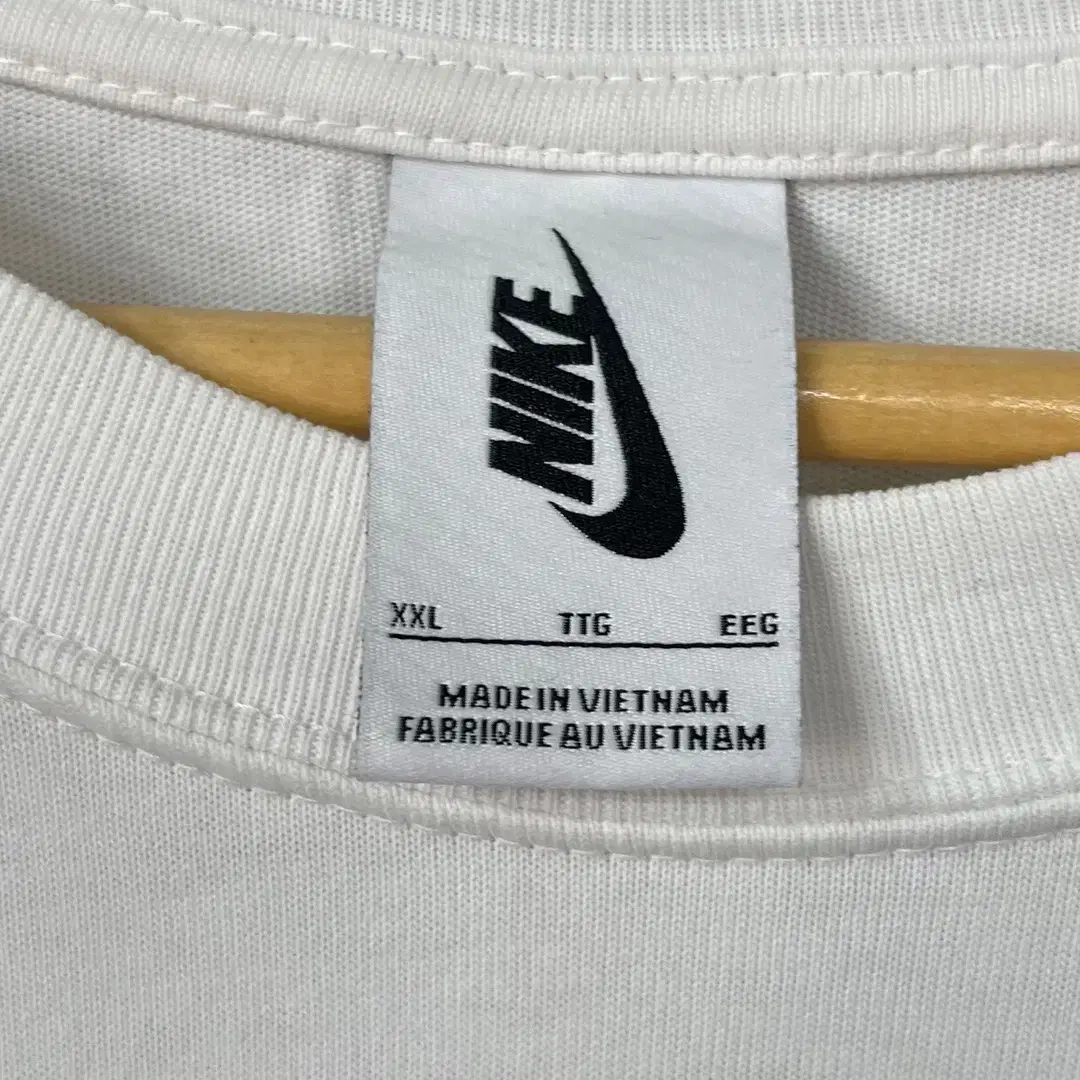 NIKE
XXL TTG EEG
MADE IN VIETNAM
FABRIQUE AU VIETNAM